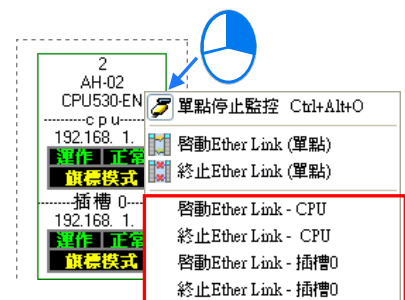 2
AH-02
CPU530-EN
cpu
192.168. 1.
運作 正常
旗標模式
插槽 0
192.168. 1.
運作 正常
旗標模式
單點停止監控 Ctrl+Alt+O
啓動Ether Link (單點)
終止Ether Link (單點)
啓動Ether Link - CPU
終止Ether Link - CPU
啓動Ether Link - 插槽0
終止Ether Link - 插槽0